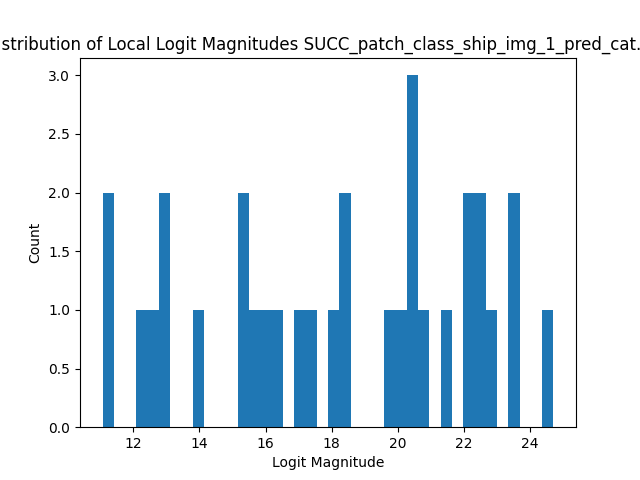 stribution of Local Logit Magnitudes SUCC_patch_class_ship_img_1_pred_cat.
3.0
2.5
2.0
1.5
1.0
0.5
0.0
Count
12 14 16 18 20 22 24
Logit Magnitude